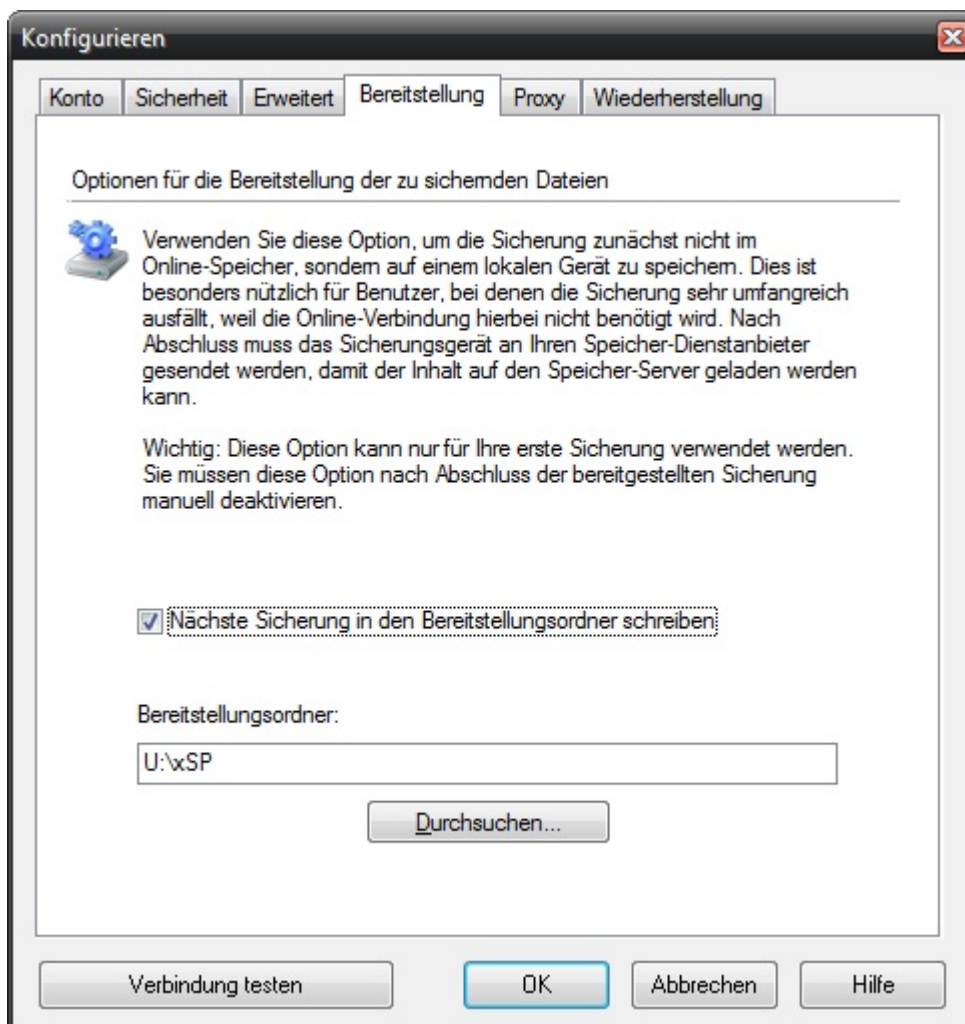 Konfigurieren
Konto Sicherheit Erweitert Bereitstellung Proxy Wiederherstellung
Optionen für die Bereitstellung der zu sichernden Dateien
Verwenden Sie diese Option, um die Sicherung zunächst nicht im
Online-Speicher, sondern auf einem lokalen Gerät zu speichern. Dies ist
besonders nützlich für Benutzer, bei denen die Sicherung sehr umfangreich
ausfällt, weil die Online-Verbindung hierbei nicht benötigt wird. Nach
Abschluss muss das Sicherungsgerät an Ihren Speicher-Dienstanbieter
gesendet werden, damit der Inhalt auf den Speicher-Server geladen werden
kann.
Wichtig: Diese Option kann nur für Ihre erste Sicherung verwendet werden.
Sie müssen diese Option nach Abschluss der bereitgestellten Sicherung
manuell deaktivieren.
Nächste Sicherung in den Bereitstellungsordner schreiben
Bereitstellungsordner:
U:\xSP
Durchsuchen...
Verbindung testen OK Abbrechen Hilfe